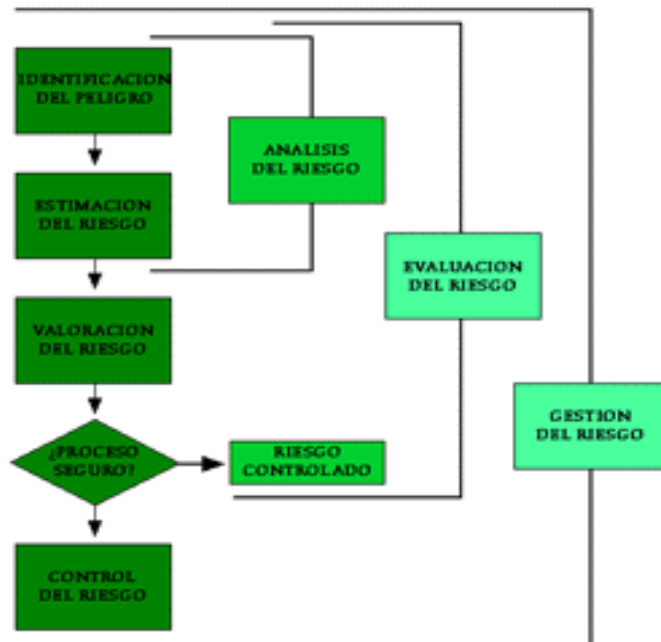 IDENTIFICACION
DEL PELIGRO
ANALISIS
DEL RIESGO
ESTIMACION
DEL RIESGO
EVALUACION
DEL RIESGO
VALORACION
DEL RIESGO
GESTION
DEL RIESGO
¿PROCESO
SEGURO?
RIESGO
CONTROLADO
CONTROL
DEL RIESGO